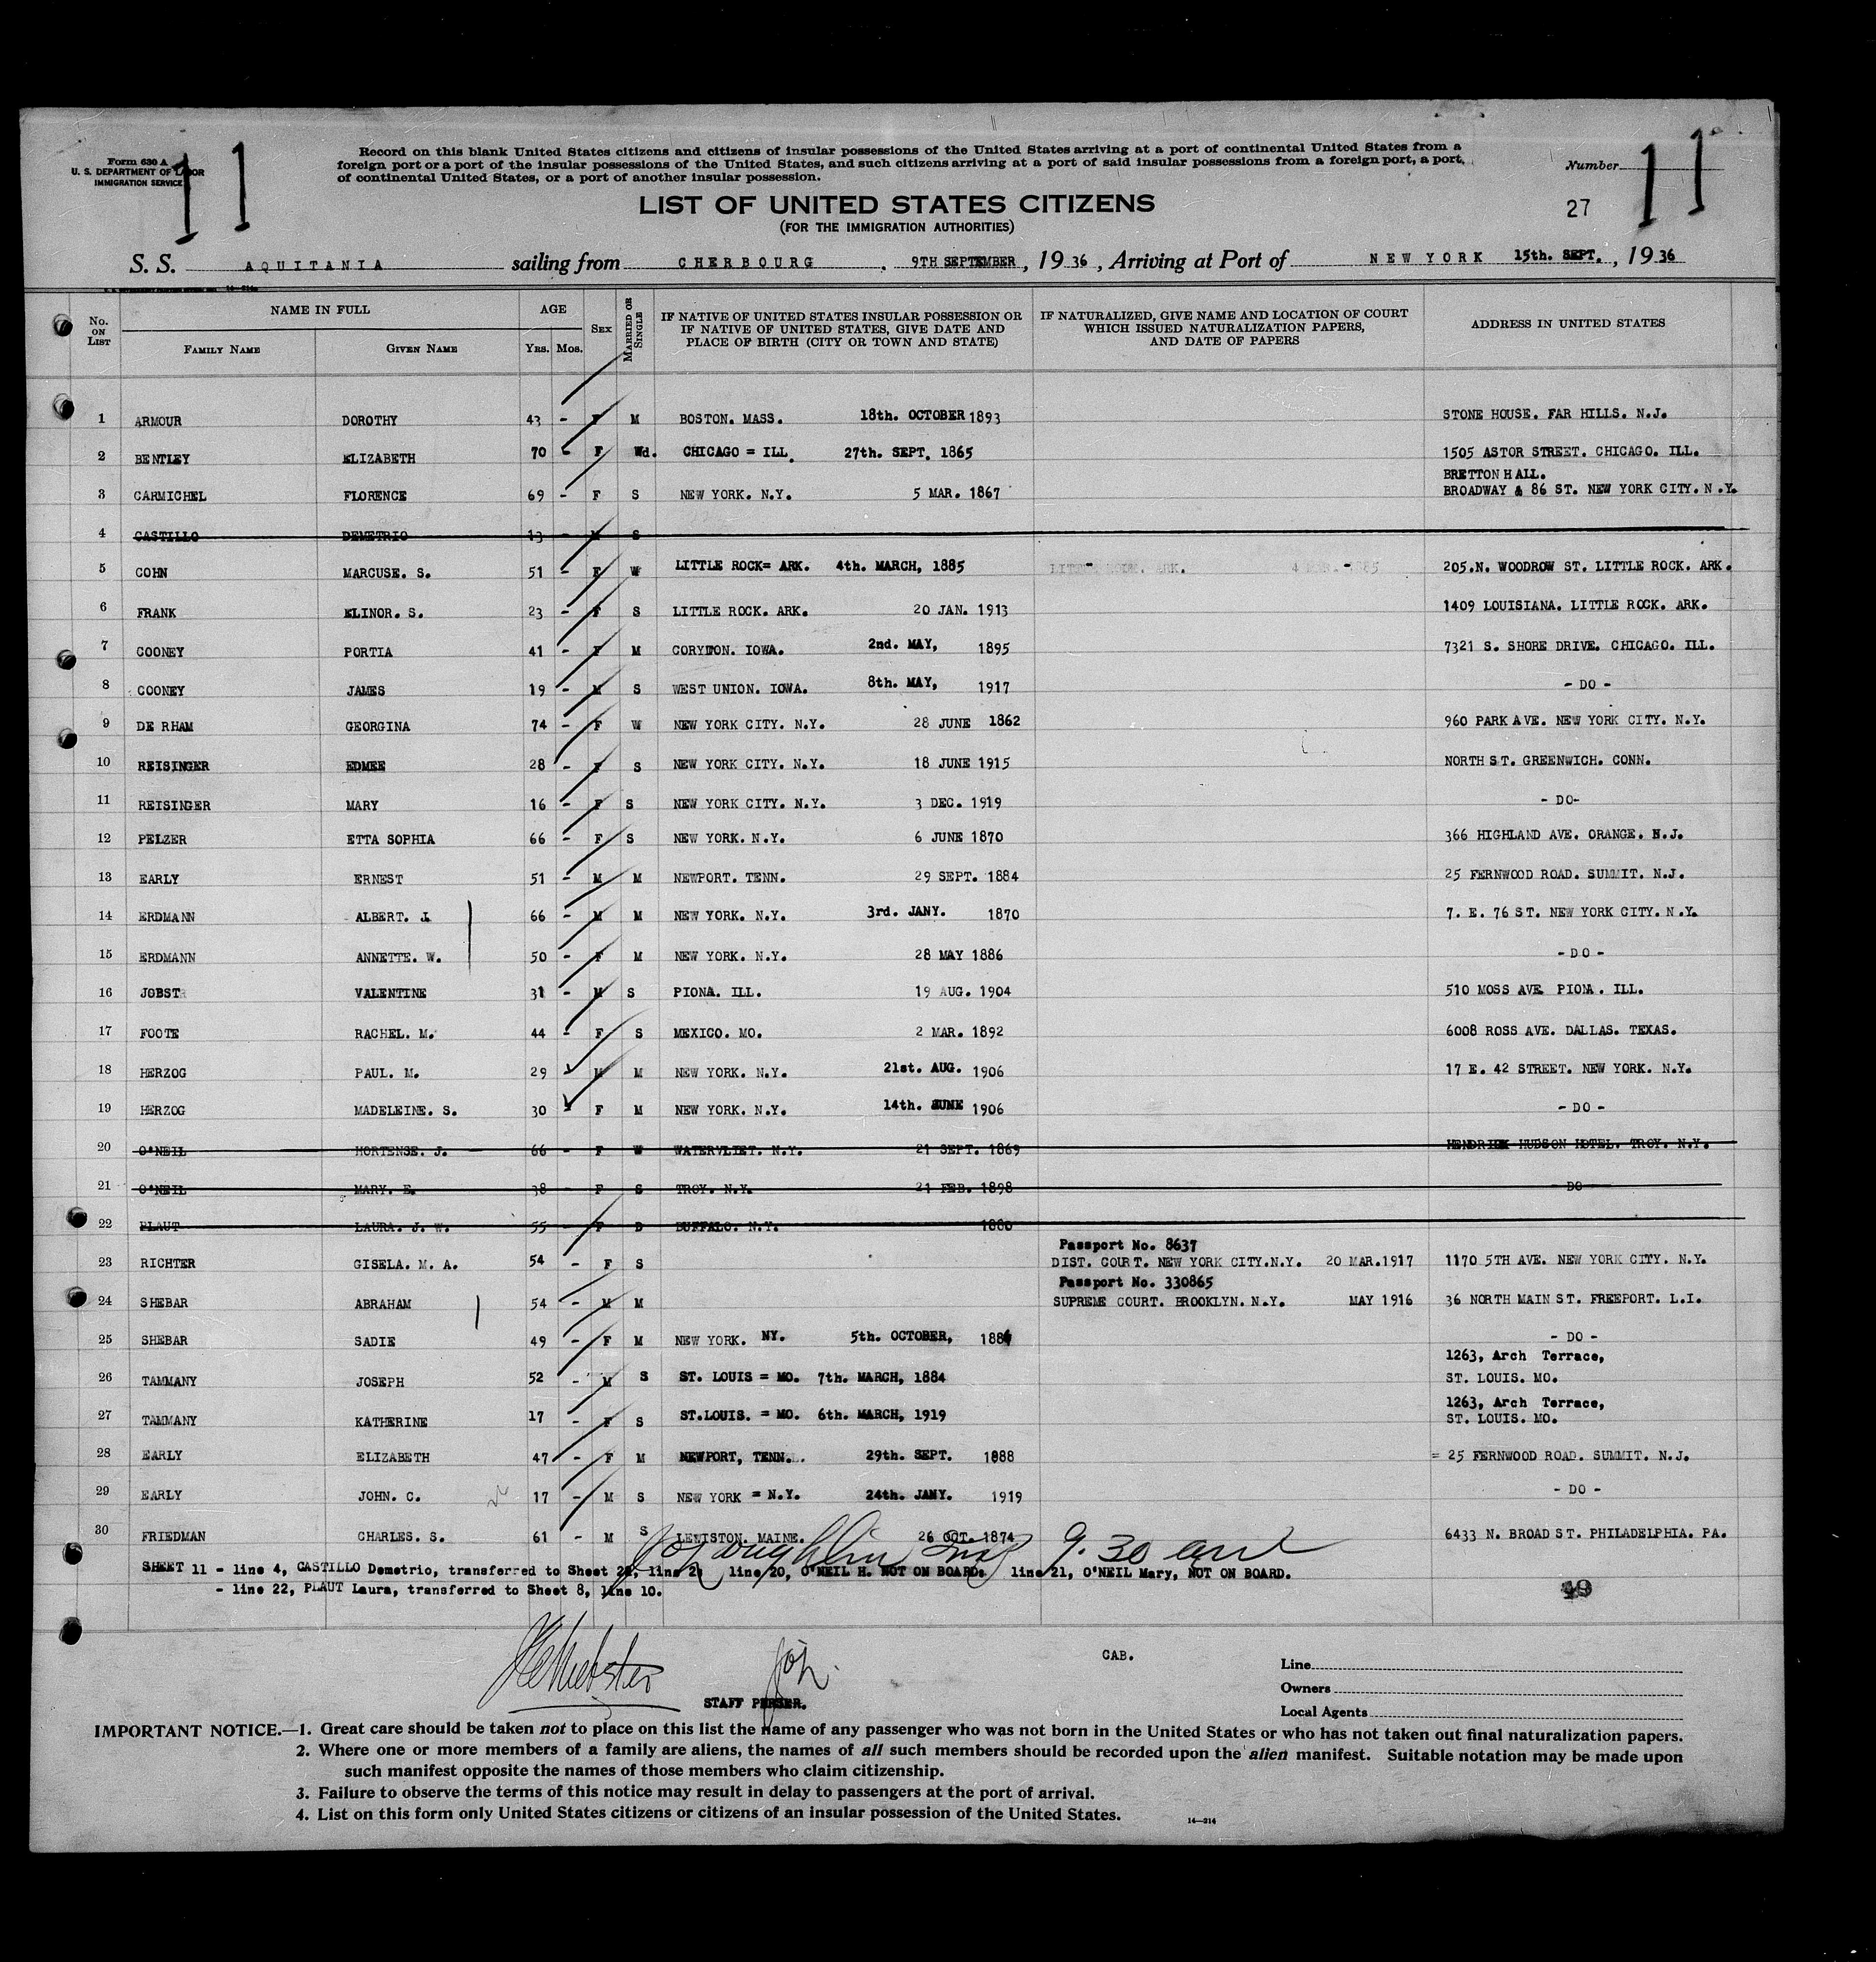 Form 630 A
U. S. DEPARTMENT OF LABOR
IMMIGRATION SERVICE
11
Record on this blank United States citizens and citizens of insular possessions of the United States arriving at a port of continental United States from a
foreign port or a port of the insular possessions of the United States, and such citizens arriving at a port of said insular possessions from a foreign port, a port,
of continental United States, or a port of another insular possession.
Number 11
LIST OF UNITED STATES CITIZENS
27
(FOR THE IMMIGRATION AUTHORITIES)
S. S. AQUITANIA sailing from CHERBOURG, 9TH SEPTEMBER, 1936, Arriving at Port of NEW YORK 15th. SEPT., 1936
No. ON LIST
NAME IN FULL
FAMILY NAME
GIVEN NAME
AGE
YRS. MOS.
SEX
MARRIED OR SINGLE
IF NATIVE OF UNITED STATES INSULAR POSSESSION OR
IF NATIVE OF UNITED STATES, GIVE DATE AND
PLACE OF BIRTH (CITY OR TOWN AND STATE)
IF NATURALIZED, GIVE NAME AND LOCATION OF COURT
WHICH ISSUED NATURALIZATION PAPERS,
AND DATE OF PAPERS
ADDRESS IN UNITED STATES
1 ARMOUR DOROTHY 43 - F M BOSTON. MASS. 18th. OCTOBER 1893 STONE HOUSE. FAR HILLS. N.J.
2 BENTLEY ELIZABETH 70 - F Wd. CHICAGO = ILL. 27th. SEPT. 1865 1505 ASTOR STREET. CHICAGO. ILL.
BRETTON HALL.
3 CARMICHEL FLORENCE 69 - F S NEW YORK. N.Y. 5 MAR. 1867 BROADWAY & 86 ST. NEW YORK CITY. N.Y.
4 CASTILLO DEMETRIO 13 - M S
5 COHN MARCUSE. S. 51 - F W LITTLE ROCK= ARK. 4th. MARCH, 1885 205.N. WOODROW ST. LITTLE ROCK. ARK.
6 FRANK ELINOR. S. 23 - F S LITTLE ROCK. ARK. 20 JAN. 1913 1409 LOUISIANA. LITTLE ROCK. ARK.
7 COONEY PORTIA 41 - F M CORYDON. IOWA. 2nd. MAY, 1895 7321 S. SHORE DRIVE. CHICAGO. ILL.
8 COONEY JAMES 19 - M S WEST UNION. IOWA. 8th. MAY, 1917 - DO -
9 DE RHAM GEORGINA 74 - F W NEW YORK CITY. N.Y. 28 JUNE 1862 960 PARK AVE. NEW YORK CITY. N.Y.
10 REISINGER EDMEE 28 - F S NEW YORK CITY. N.Y. 18 JUNE 1915 NORTH ST. GREENWICH. CONN.
11 REISINGER MARY 16 - F S NEW YORK CITY. N.Y. 3 DEC. 1919 - DO-
12 PELZER ETTA SOPHIA 66 - F S NEW YORK. N.Y. 6 JUNE 1870 366 HIGHLAND AVE. ORANGE. N.J.
13 EARLY ERNEST 51 - M M NEWPORT. TENN. 29 SEPT. 1884 25 FERNWOOD ROAD. SUMMIT. N.J.
14 ERDMANN ALBERT. J. 66 - M M NEW YORK. N.Y. 3rd. JANY. 1870 7. E. 76 ST. NEW YORK CITY. N.Y.
15 ERDMANN ANNETTE. W. 50 - F M NEW YORK. N.Y. 28 MAY 1886 - DO -
16 JOBST VALENTINE 31 - M S PIONA. ILL. 19 AUG. 1904 510 MOSS AVE PIONA. ILL.
17 FOOTE RACHEL. M. 44 - F S MEXICO. MO. 2 MAR. 1892 6008 ROSS AVE. DALLAS. TEXAS.
18 HERZOG PAUL. M. 29 M M NEW YORK. N.Y. 21st. AUG. 1906 17 E. 42 STREET. NEW YORK. N.Y.
19 HERZOG MADELEINE. S. 30 - F M NEW YORK. N.Y. 14th. JUNE 1906 - DO -
20 O'NEIL HORTENSE. J. 66 - F W WATERVLIET. N.Y. 21 SEPT. 1869 HENDRIK HUDSON HOTEL. TROY. N.Y.
21 O'NEIL MARY. E. 38 - F S TROY. N.Y. 21 FEB. 1898 DO
22 PLAUT LAURA. J. W. 55 - F D BUFFALO. N.Y. 1880
Passport No. 8637
23 RICHTER GISELA. M. A. 54 - F S DIST. COURT. NEW YORK CITY.N.Y. 20 MAR.1917 1170 5TH AVE. NEW YORK CITY. N.Y.
Passport No. 330865
24 SHEBAR ABRAHAM 54 - M M SUPREME COURT. BROOKLYN. N.Y. MAY 1916 36 NORTH MAIN ST. FREEPORT. L.I.
25 SHEBAR SADIE 49 - F M NEW YORK. NY. 5th. OCTOBER, - DO -
1263, Arch Terrace,
26 TAMMANY JOSEPH 52 - M S ST. LOUIS = MO. 7th. MARCH, 1884 ST. LOUIS. MO.
1263, Arch Terrace,
27 TAMMANY KATHERINE 17 - F S ST.LOUIS. = MO. 6th. MARCH, 1919 ST. LOUIS. MO.
28 EARLY ELIZABETH 47 - F M NEWPORT, TENN. 29th. SEPT. 1888 = 25 FERNWOOD ROAD. SUMMIT. N.J.
29 EARLY JOHN. C. 17 - M S NEW YORK = N.Y. 24th. JANY. 1919 - DO -
30 FRIEDMAN CHARLES. S. 61 - M S LEWISTON. MAINE. 26 OCT. 1874 6433 N. BROAD ST. PHILADELPHIA. PA.
9.30 am
SHEET 11 - line 4, CASTILLO Demetrio, transferred to Sheet line line 20, O'NEIL H. NOT ON BOARD. line 21, O'NEIL Mary, NOT ON BOARD.
- line 22, PLAUT Laura, transferred to Sheet 8, line 10.
Webster
STAFF PURSER.
CAB.
Line
Owners
Local Agents
IMPORTANT NOTICE.—1. Great care should be taken not to place on this list the name of any passenger who was not born in the United States or who has not taken out final naturalization papers.
2. Where one or more members of a family are aliens, the names of all such members should be recorded upon the alien manifest. Suitable notation may be made upon
such manifest opposite the names of those members who claim citizenship.
3. Failure to observe the terms of this notice may result in delay to passengers at the port of arrival.
4. List on this form only United States citizens or citizens of an insular possession of the United States.
14—314